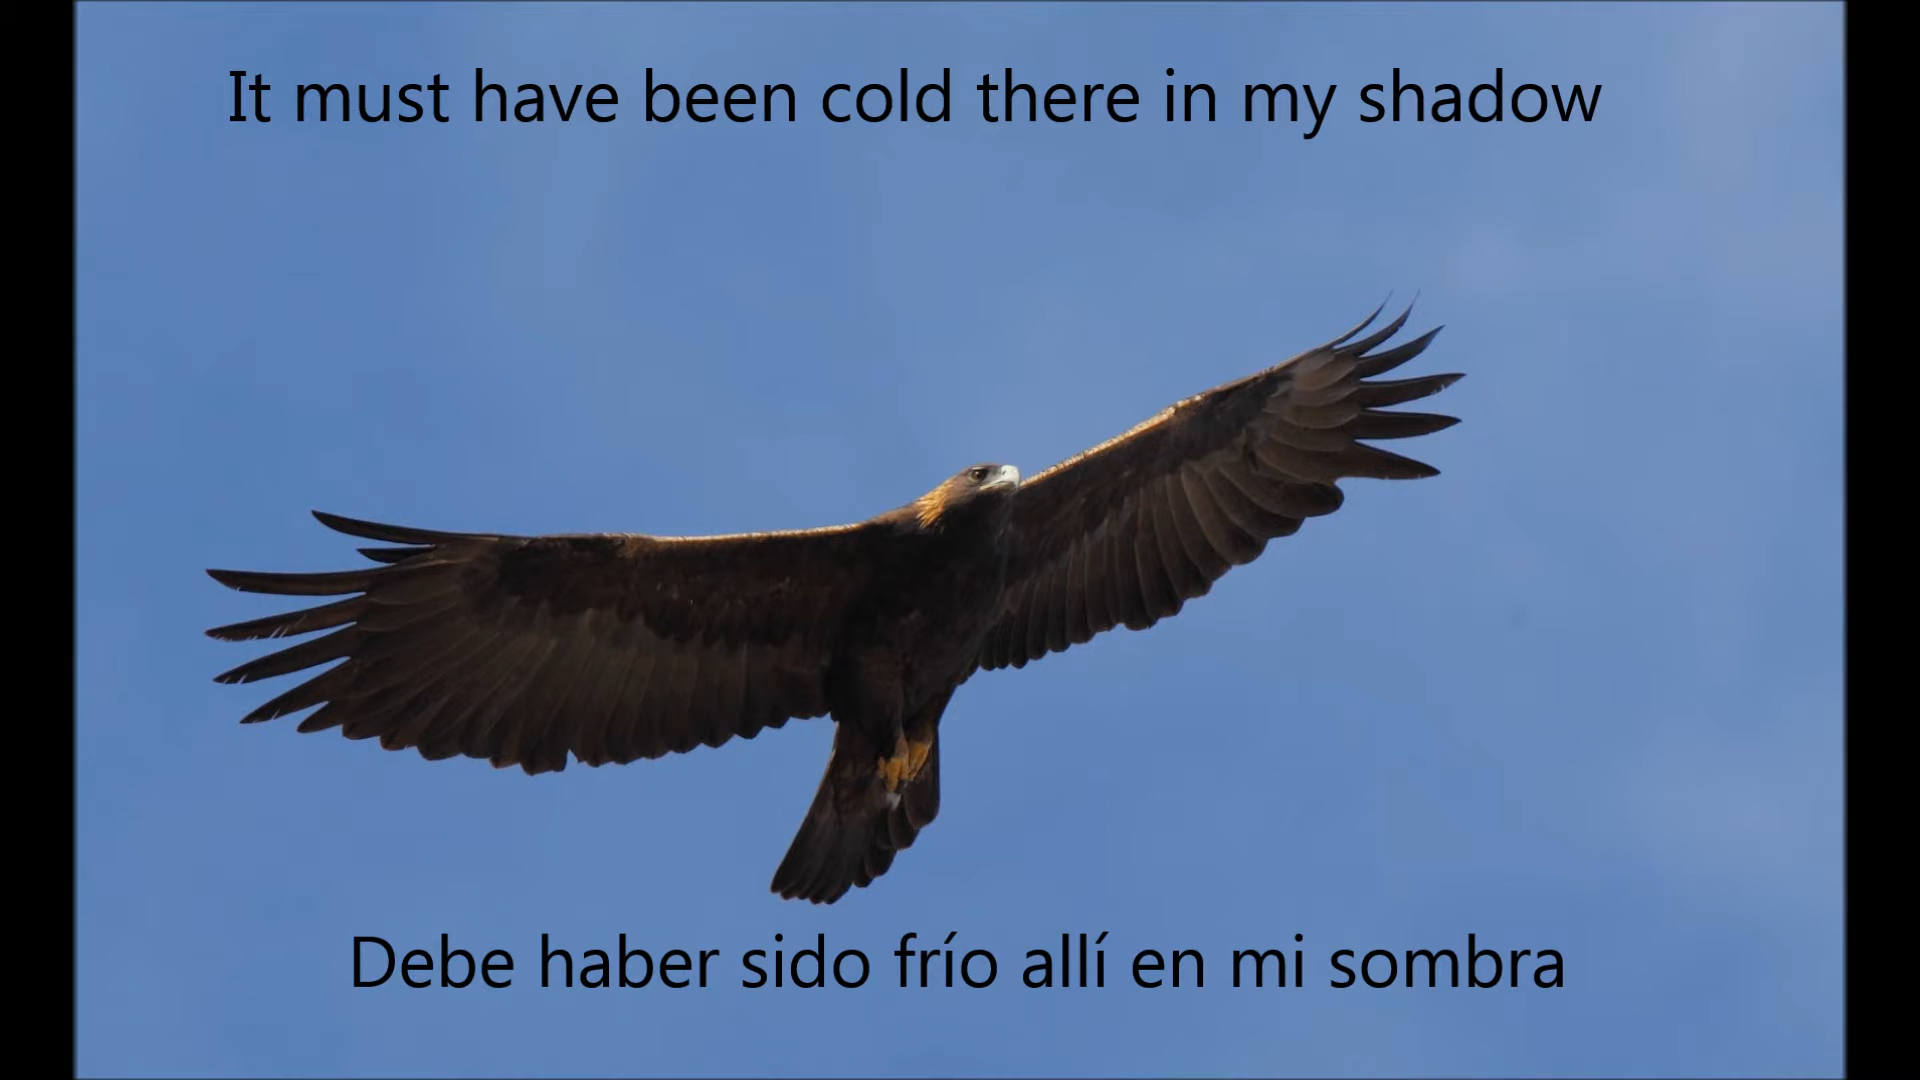 It must have been cold there in my shadow
Debe haber sido frío allí en mi sombra